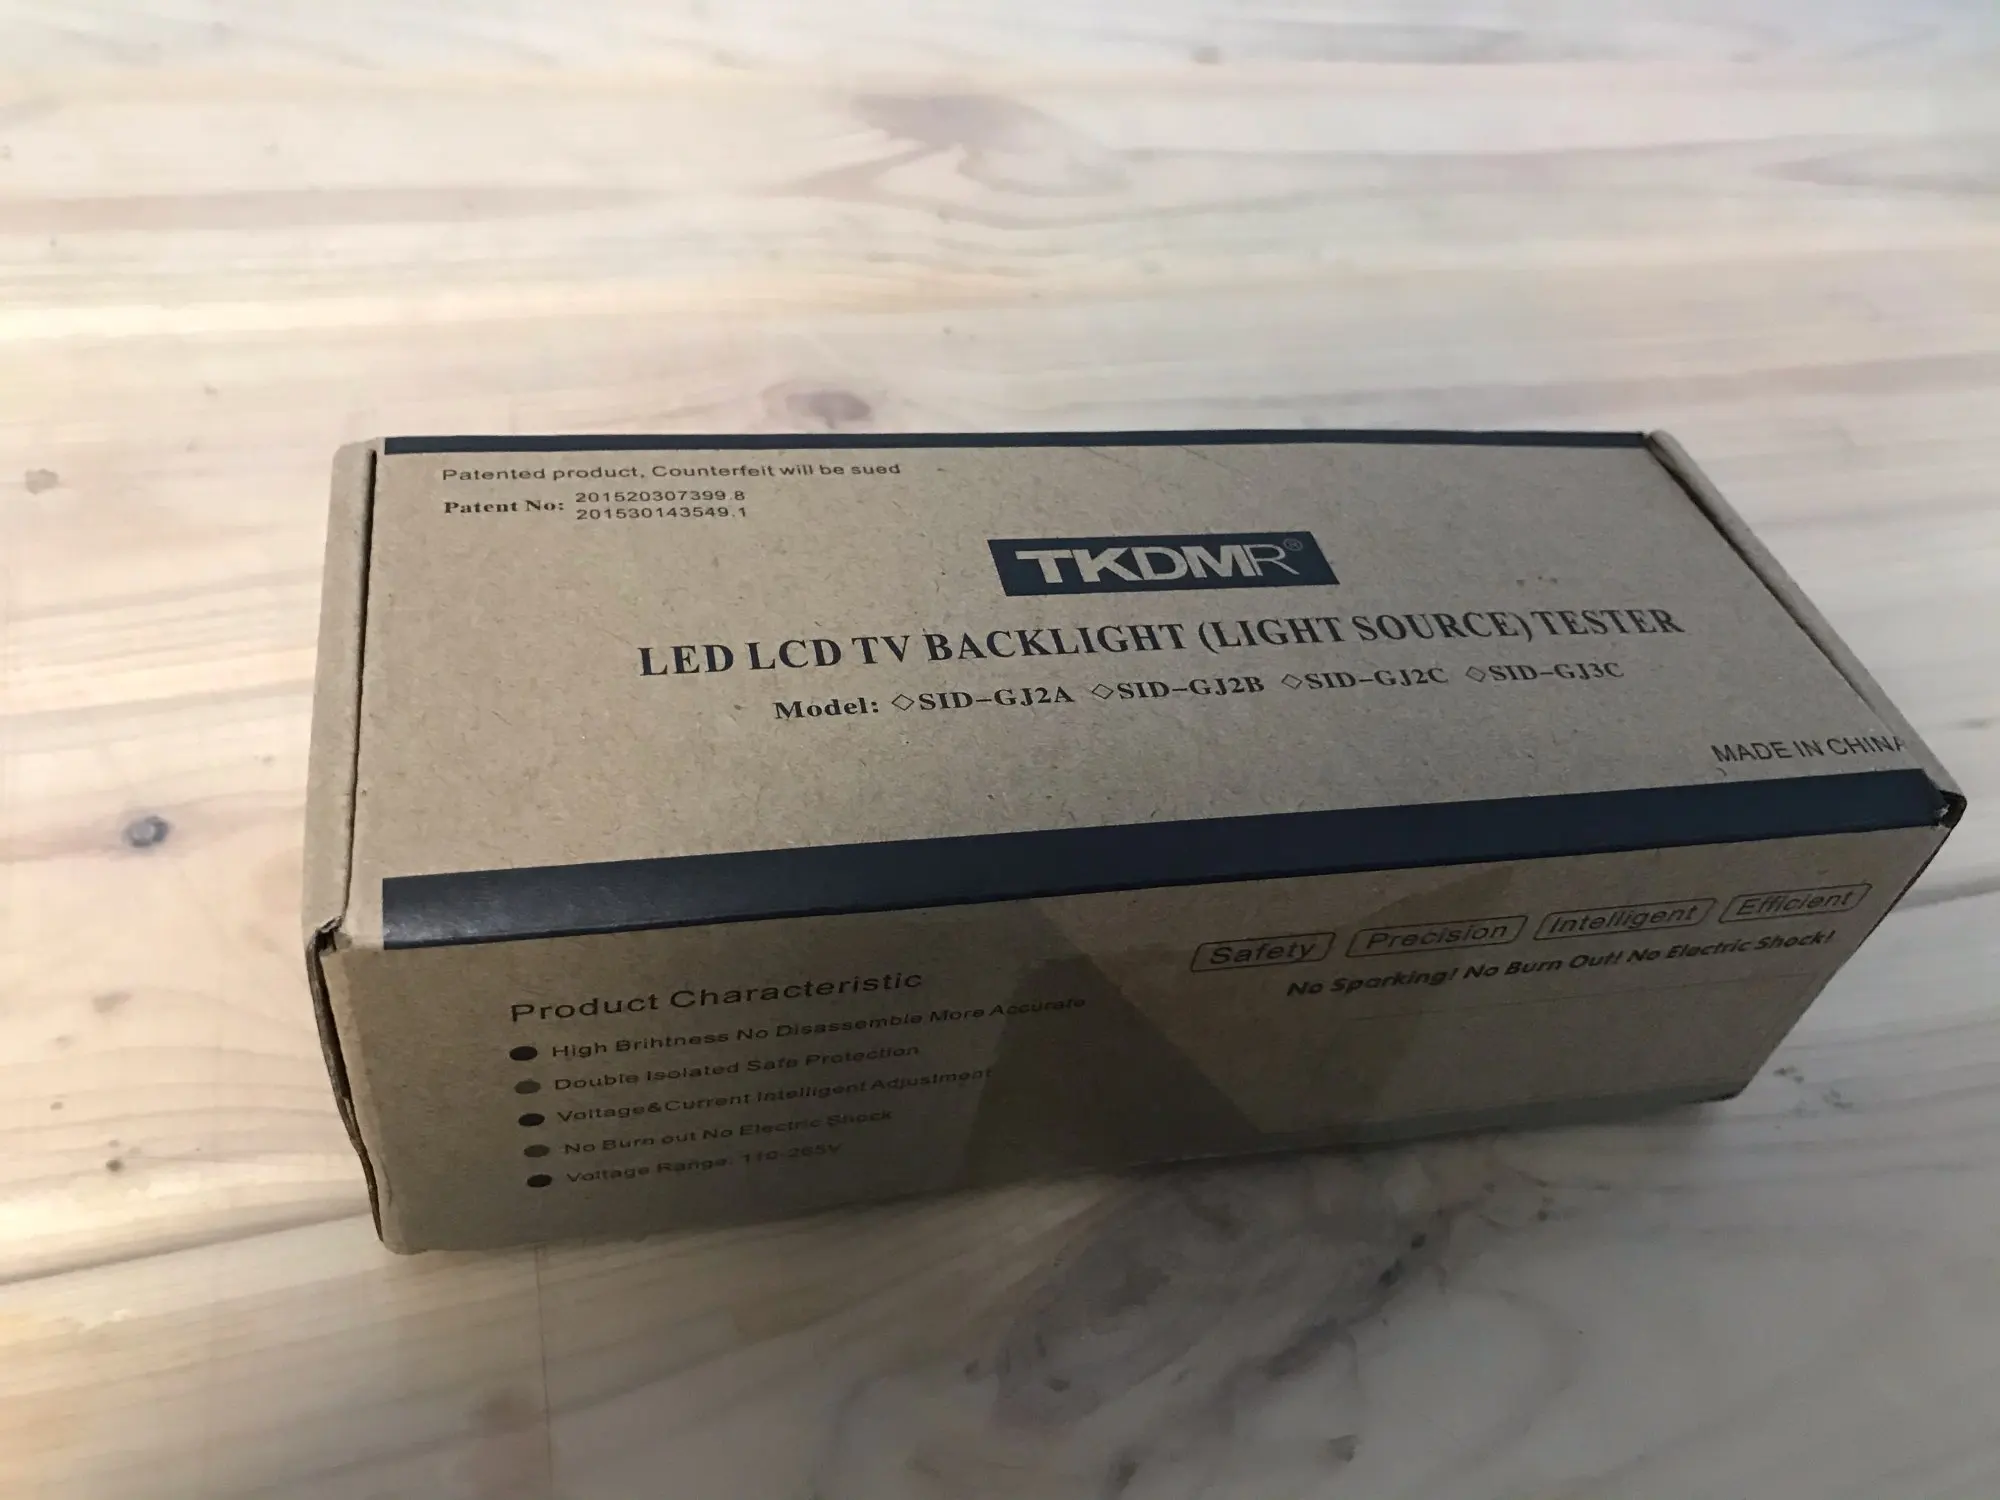 Patented product, Counterfeit will be sued
Patent No: 201520307399.8
201530143549.1
TKDMR®
LED LCD TV BACKLIGHT (LIGHT SOURCE) TESTER
Model: ◇SID-GJ2A ◇SID-GJ2B ◇SID-GJ2C ◇SID-GJ3C
MADE IN CHINA
Safety Precision Intelligent Efficient
No Sparking! No Burn Out! No Electric Shock!
Product Characteristic
● High Brihtness No Disassemble More Accurate
● Double Isolated Safe Protection
● Voltage&Current Intelligent Adjustment
● No Burn out No Electric Shock
● Voltage Range: 110-265V